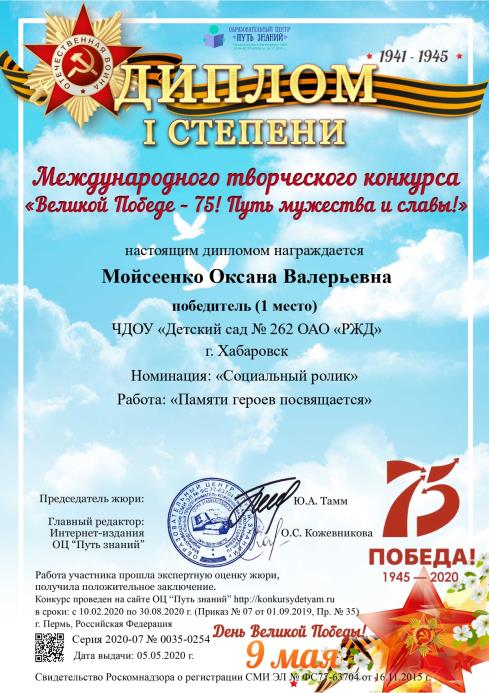 ОБРАЗОВАТЕЛЬНЫЙ ЦЕНТР
"ПУТЬ ЗНАНИЙ"
ОТЕЧЕСТВЕННАЯ ВОЙНА
1941 - 1945
ДИПЛОМ
I СТЕПЕНИ
Международного творческого конкурса
«Великой Победе - 75! Путь мужества и славы!»
настоящим дипломом награждается
Мойсеенко Оксана Валерьевна
победитель (1 место)
ЧДОУ «Детский сад № 262 ОАО «РЖД»
г. Хабаровск
Номинация: «Социальный ролик»
Работа: «Памяти героев посвящается»
Председатель жюри:
Ю.А. Тамм
Главный редактор:
Интернет-издания
ОЦ "Путь знаний"
О.С. Кожевникова
75
ПОБЕДА!
1945 — 2020
Работа участника прошла экспертную оценку жюри,
получила положительное заключение.
Конкурс проведен на сайте ОЦ "Путь знаний" http://konkursydetyam.ru
в сроки: с 10.02.2020 по 30.08.2020 г. (Приказ № 07 от 01.09.2019, Пр. № 35)
г. Пермь, Российская Федерация
Серия 2020-07 № 0035-0254
Дата выдачи: 05.05.2020 г.
День Великой Победы!
9 мая
Свидетельство Роскомнадзора о регистрации СМИ ЭЛ № ФС77-63704 от 16.11.2015 г.